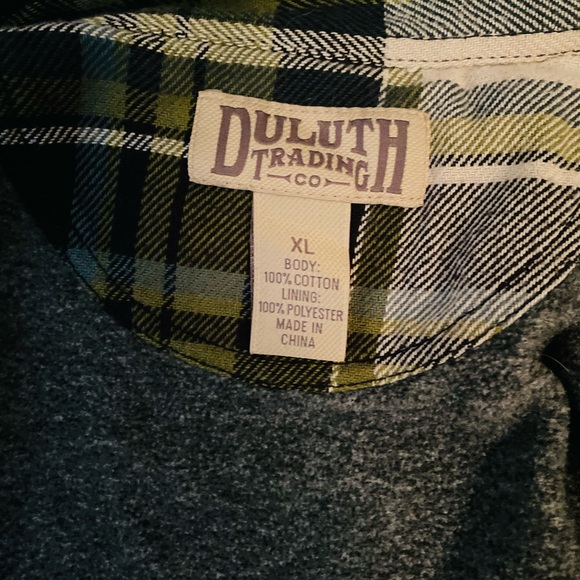 DULUTH
TRADING
CO
XL
BODY:
100% COTTON
LINING:
100% POLYESTER
MADE IN
CHINA